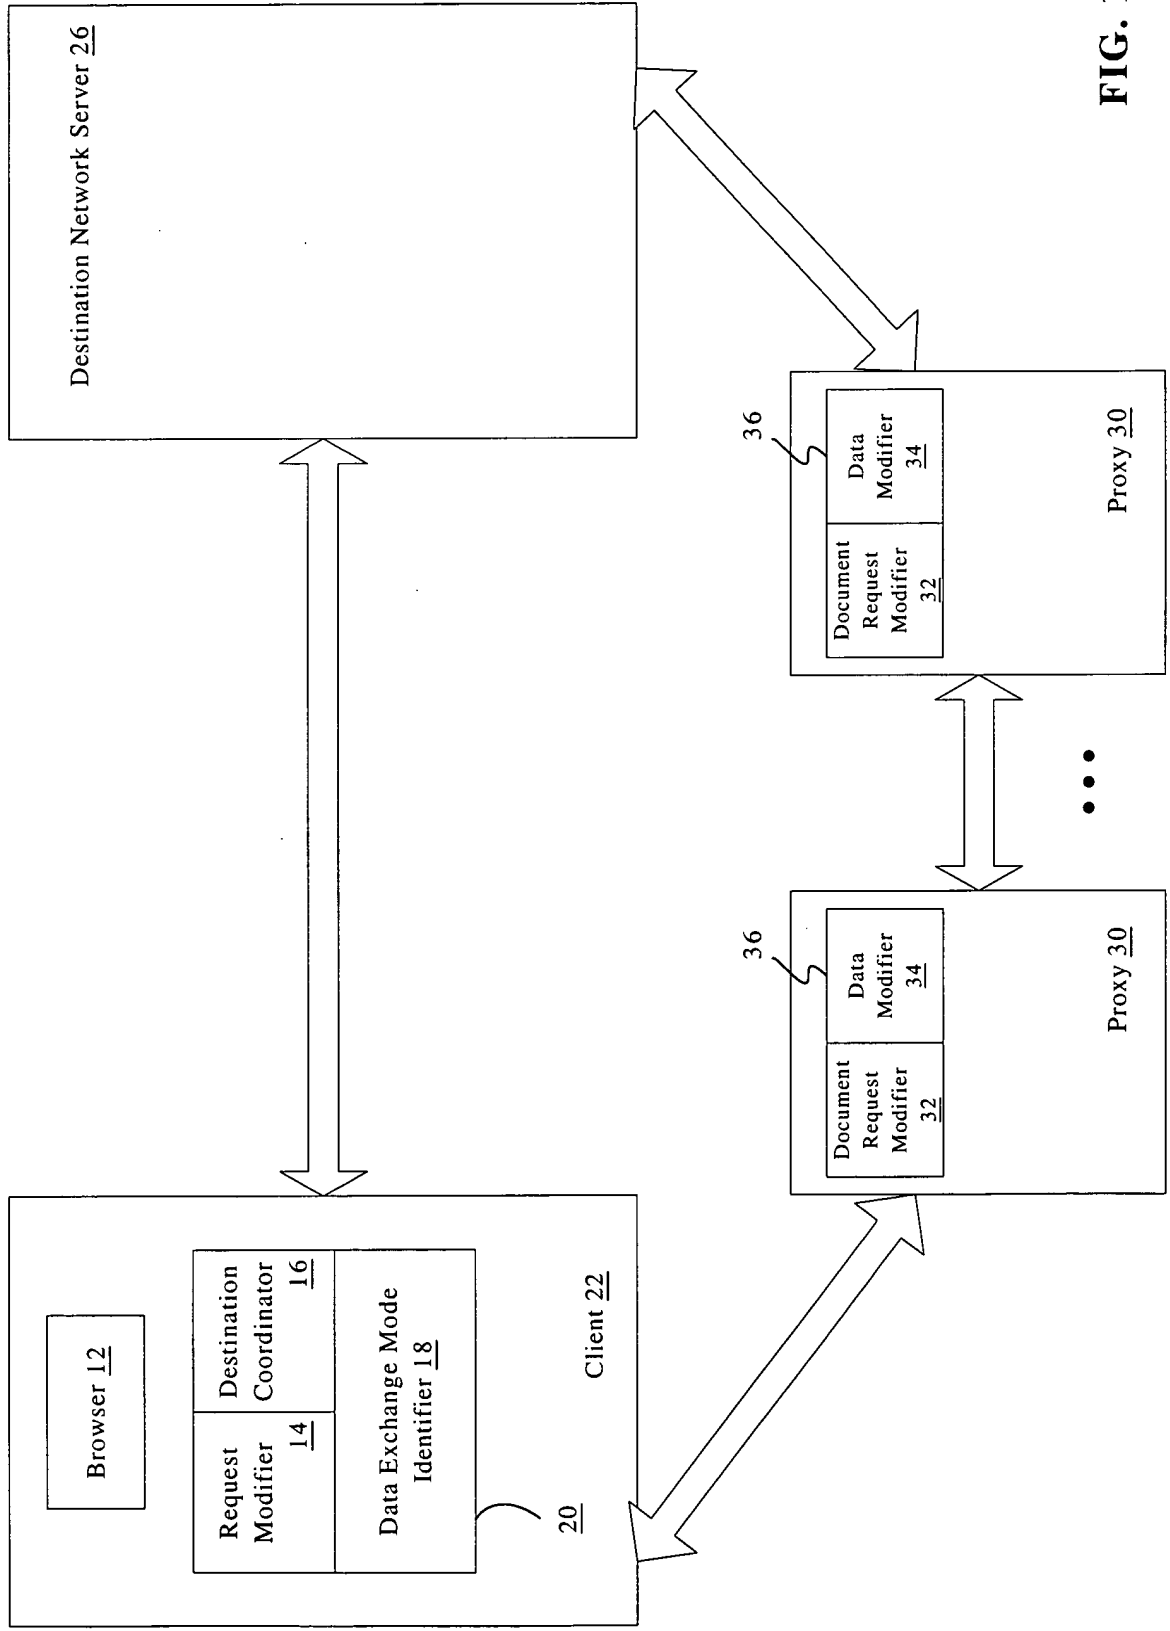 Browser 12
Request
Modifier
14
Destination
Coordinator
16
Data Exchange Mode
Identifier 18
20
Client 22
Destination Network Server 26
36
Document
Request
Modifier
32
Data
Modifier
34
Proxy 30
36
Document
Request
Modifier
32
Data
Modifier
34
Proxy 30
FIG.